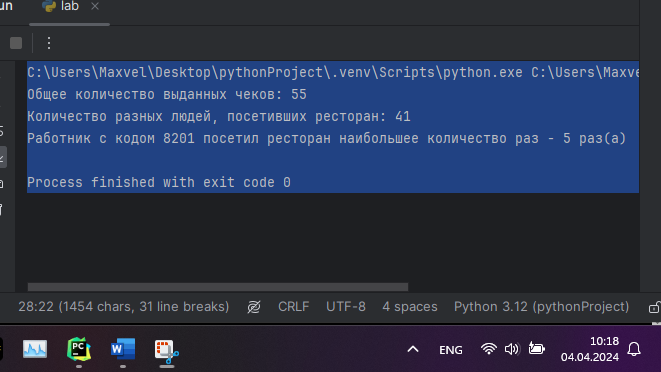 un
lab
C:\Users\Maxvel\Desktop\pythonProject\.venv\Scripts\python.exe C:\Users\Maxve
Общее количество выданных чеков: 55
Количество разных людей, посетивших ресторан: 41
Работник с кодом 8201 посетил ресторан наибольшее количество раз - 5 раз(а)
Process finished with exit code 0
28:22 (1454 chars, 31 line breaks) CRLF UTF-8 4 spaces Python 3.12 (pythonProject)
PC W ENG 10:18
04.04.2024